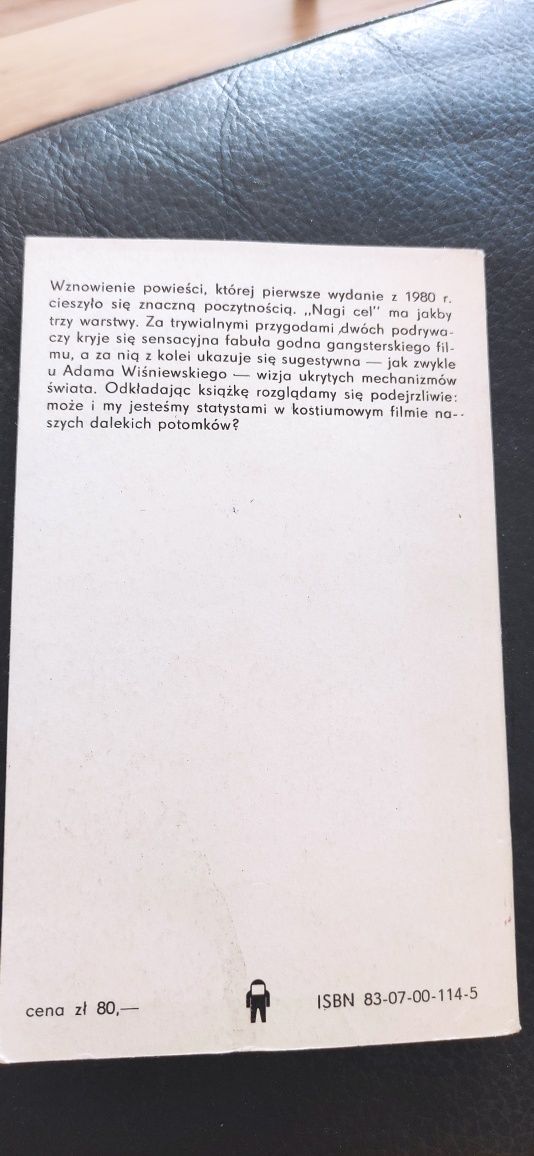 Wznowienie powieści, której pierwsze wydanie z 1980 r.
cieszyło się znaczną poczytnością. „Nagi cel" ma jakby
trzy warstwy. Za trywialnymi przygodami dwóch podrywa-
czy kryje się sensacyjna fabuła godna gangsterskiego fil-
mu, a za nią z kolei ukazuje się sugestywna — jak zwykle
u Adama Wiśniewskiego — wizja ukrytych mechanizmów
świata. Odkładając książkę rozglądamy się podejrzliwie:
może i my jesteśmy statystami w kostiumowym filmie na-
szych dalekich potomków?
cena zł 80,—
ISBN 83-07-00-114-5